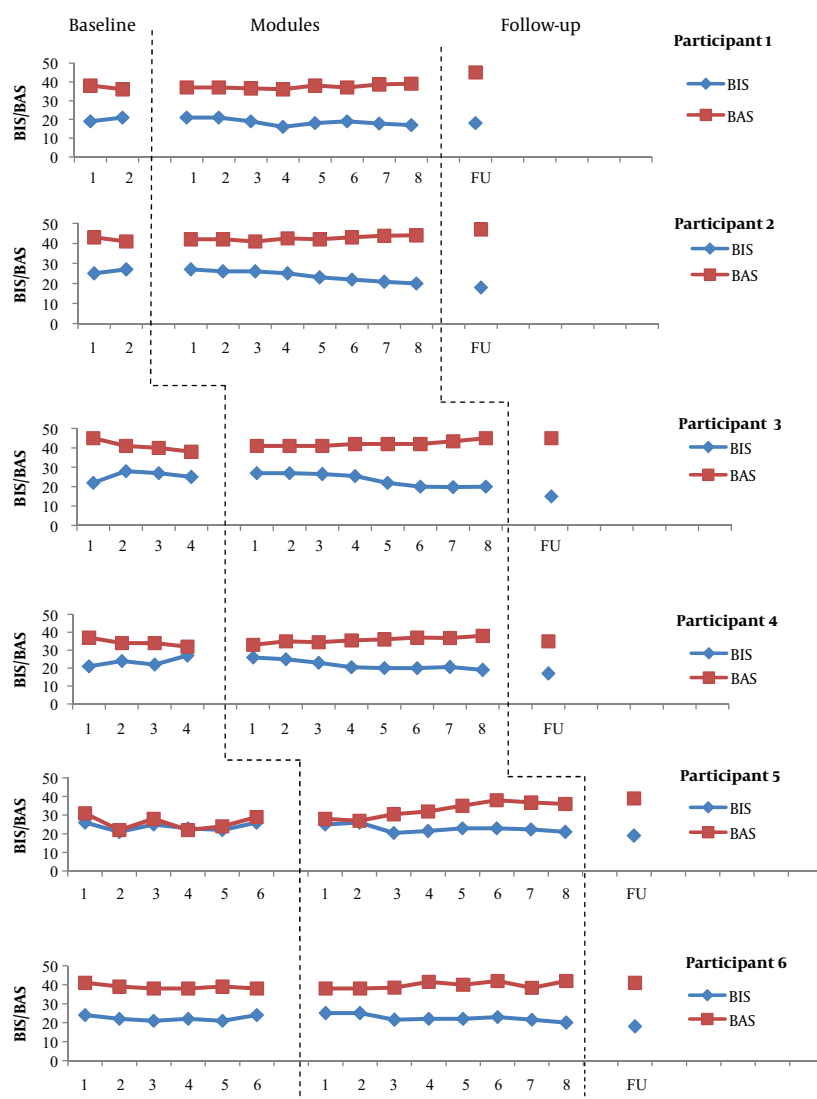 Baseline Modules Follow-up
Participant 1
BIS/BAS
50
40
30
20
10
0
BIS
BAS
1 2 1 2 3 4 5 6 7 8 FU
Participant 2
BIS/BAS
50
40
30
20
10
0
BIS
BAS
1 2 1 2 3 4 5 6 7 8 FU
Participant 3
BIS/BAS
50
40
30
20
10
0
BIS
BAS
1 2 3 4 1 2 3 4 5 6 7 8 FU
Participant 4
BIS/BAS
50
40
30
20
10
0
BIS
BAS
1 2 3 4 1 2 3 4 5 6 7 8 FU
Participant 5
BIS/BAS
50
40
30
20
10
0
BIS
BAS
1 2 3 4 5 6 1 2 3 4 5 6 7 8 FU
Participant 6
BIS/BAS
50
40
30
20
10
0
BIS
BAS
1 2 3 4 5 6 1 2 3 4 5 6 7 8 FU